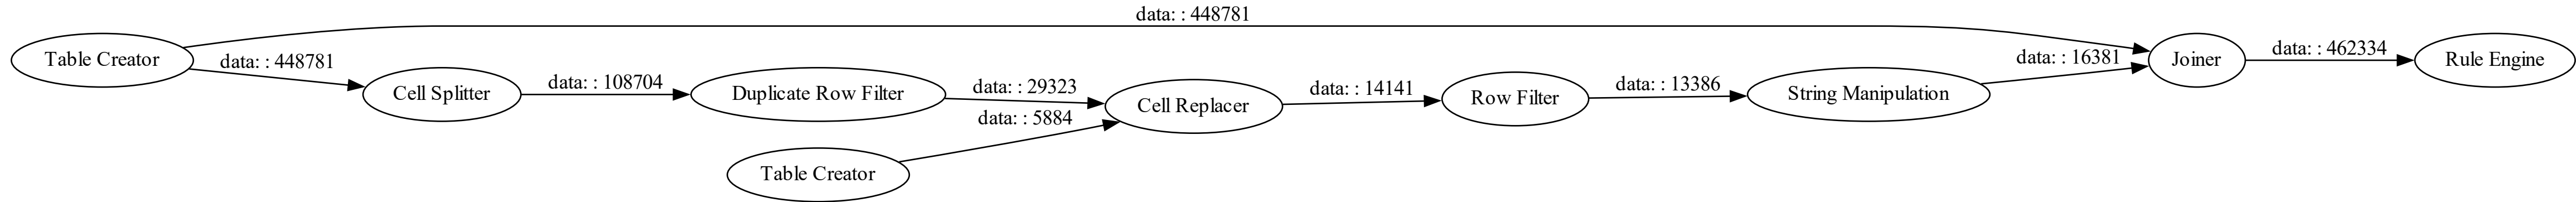 data: : 448781
Table Creator
data: : 448781
Cell Splitter
data: : 108704
Duplicate Row Filter
data: : 29323
data: : 5884
Table Creator
Cell Replacer
data: : 14141
Row Filter
data: : 13386
String Manipulation
data: : 16381
Joiner
data: : 462334
Rule Engine